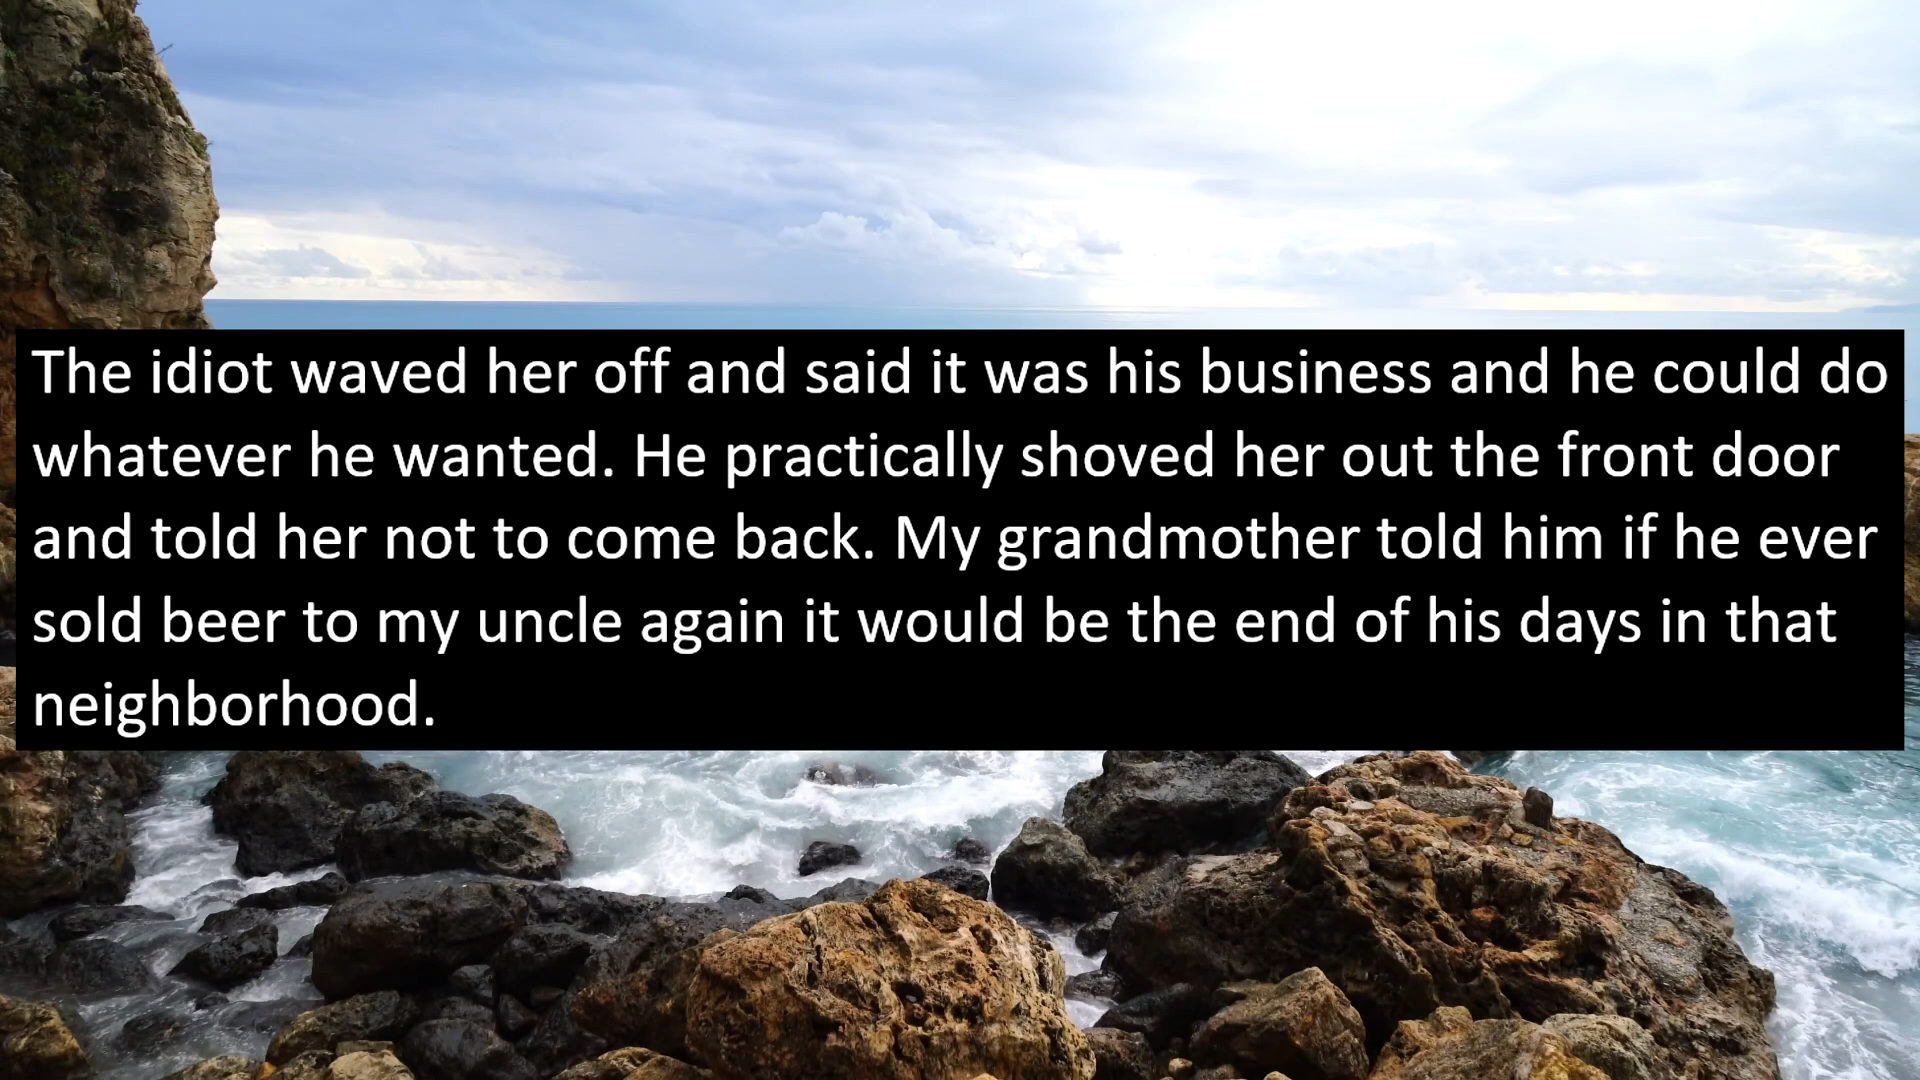 The idiot waved her off and said it was his business and he could do
whatever he wanted. He practically shoved her out the front door
and told her not to come back. My grandmother told him if he ever
sold beer to my uncle again it would be the end of his days in that
neighborhood.